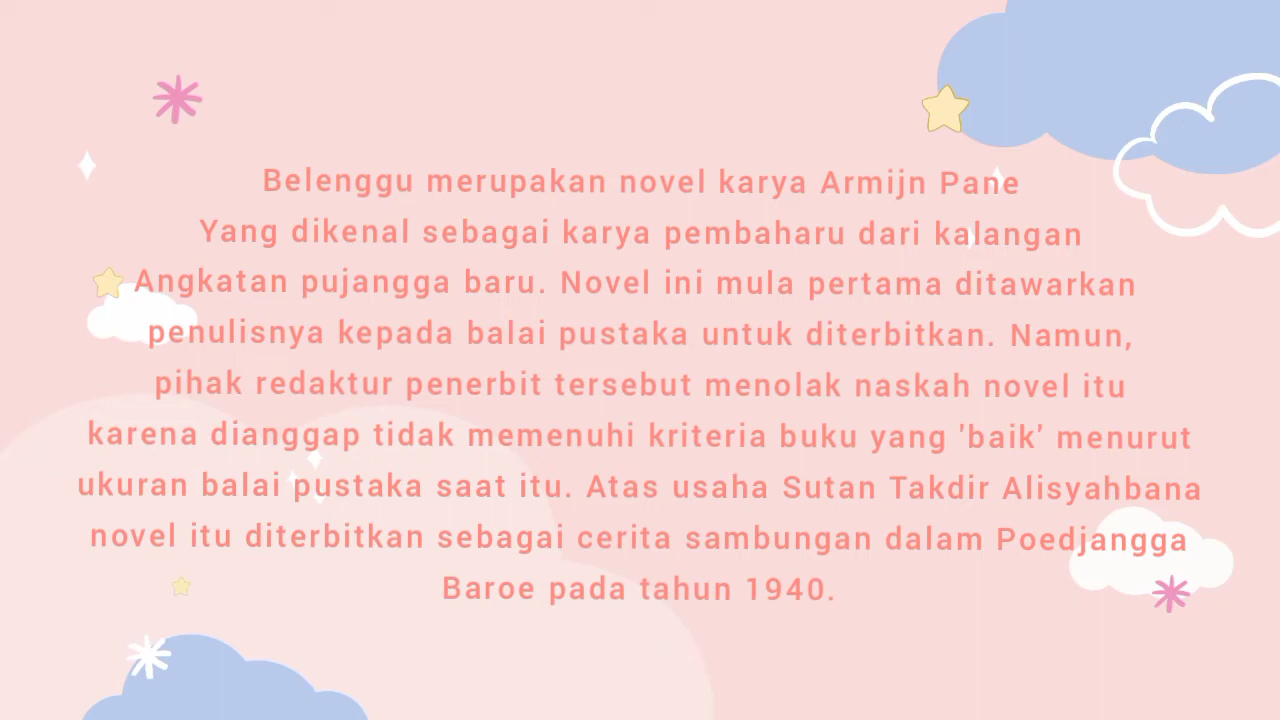 Belenggu merupakan novel karya Armijn Pane
Yang dikenal sebagai karya pembaharu dari kalangan
Angkatan pujangga baru. Novel ini mula pertama ditawarkan
penulisnya kepada balai pustaka untuk diterbitkan. Namun,
pihak redaktur penerbit tersebut menolak naskah novel itu
karena dianggap tidak memenuhi kriteria buku yang 'baik' menurut
ukuran balai pustaka saat itu. Atas usaha Sutan Takdir Alisyahbana
novel itu diterbitkan sebagai cerita sambungan dalam Poedjangga
Baroe pada tahun 1940.